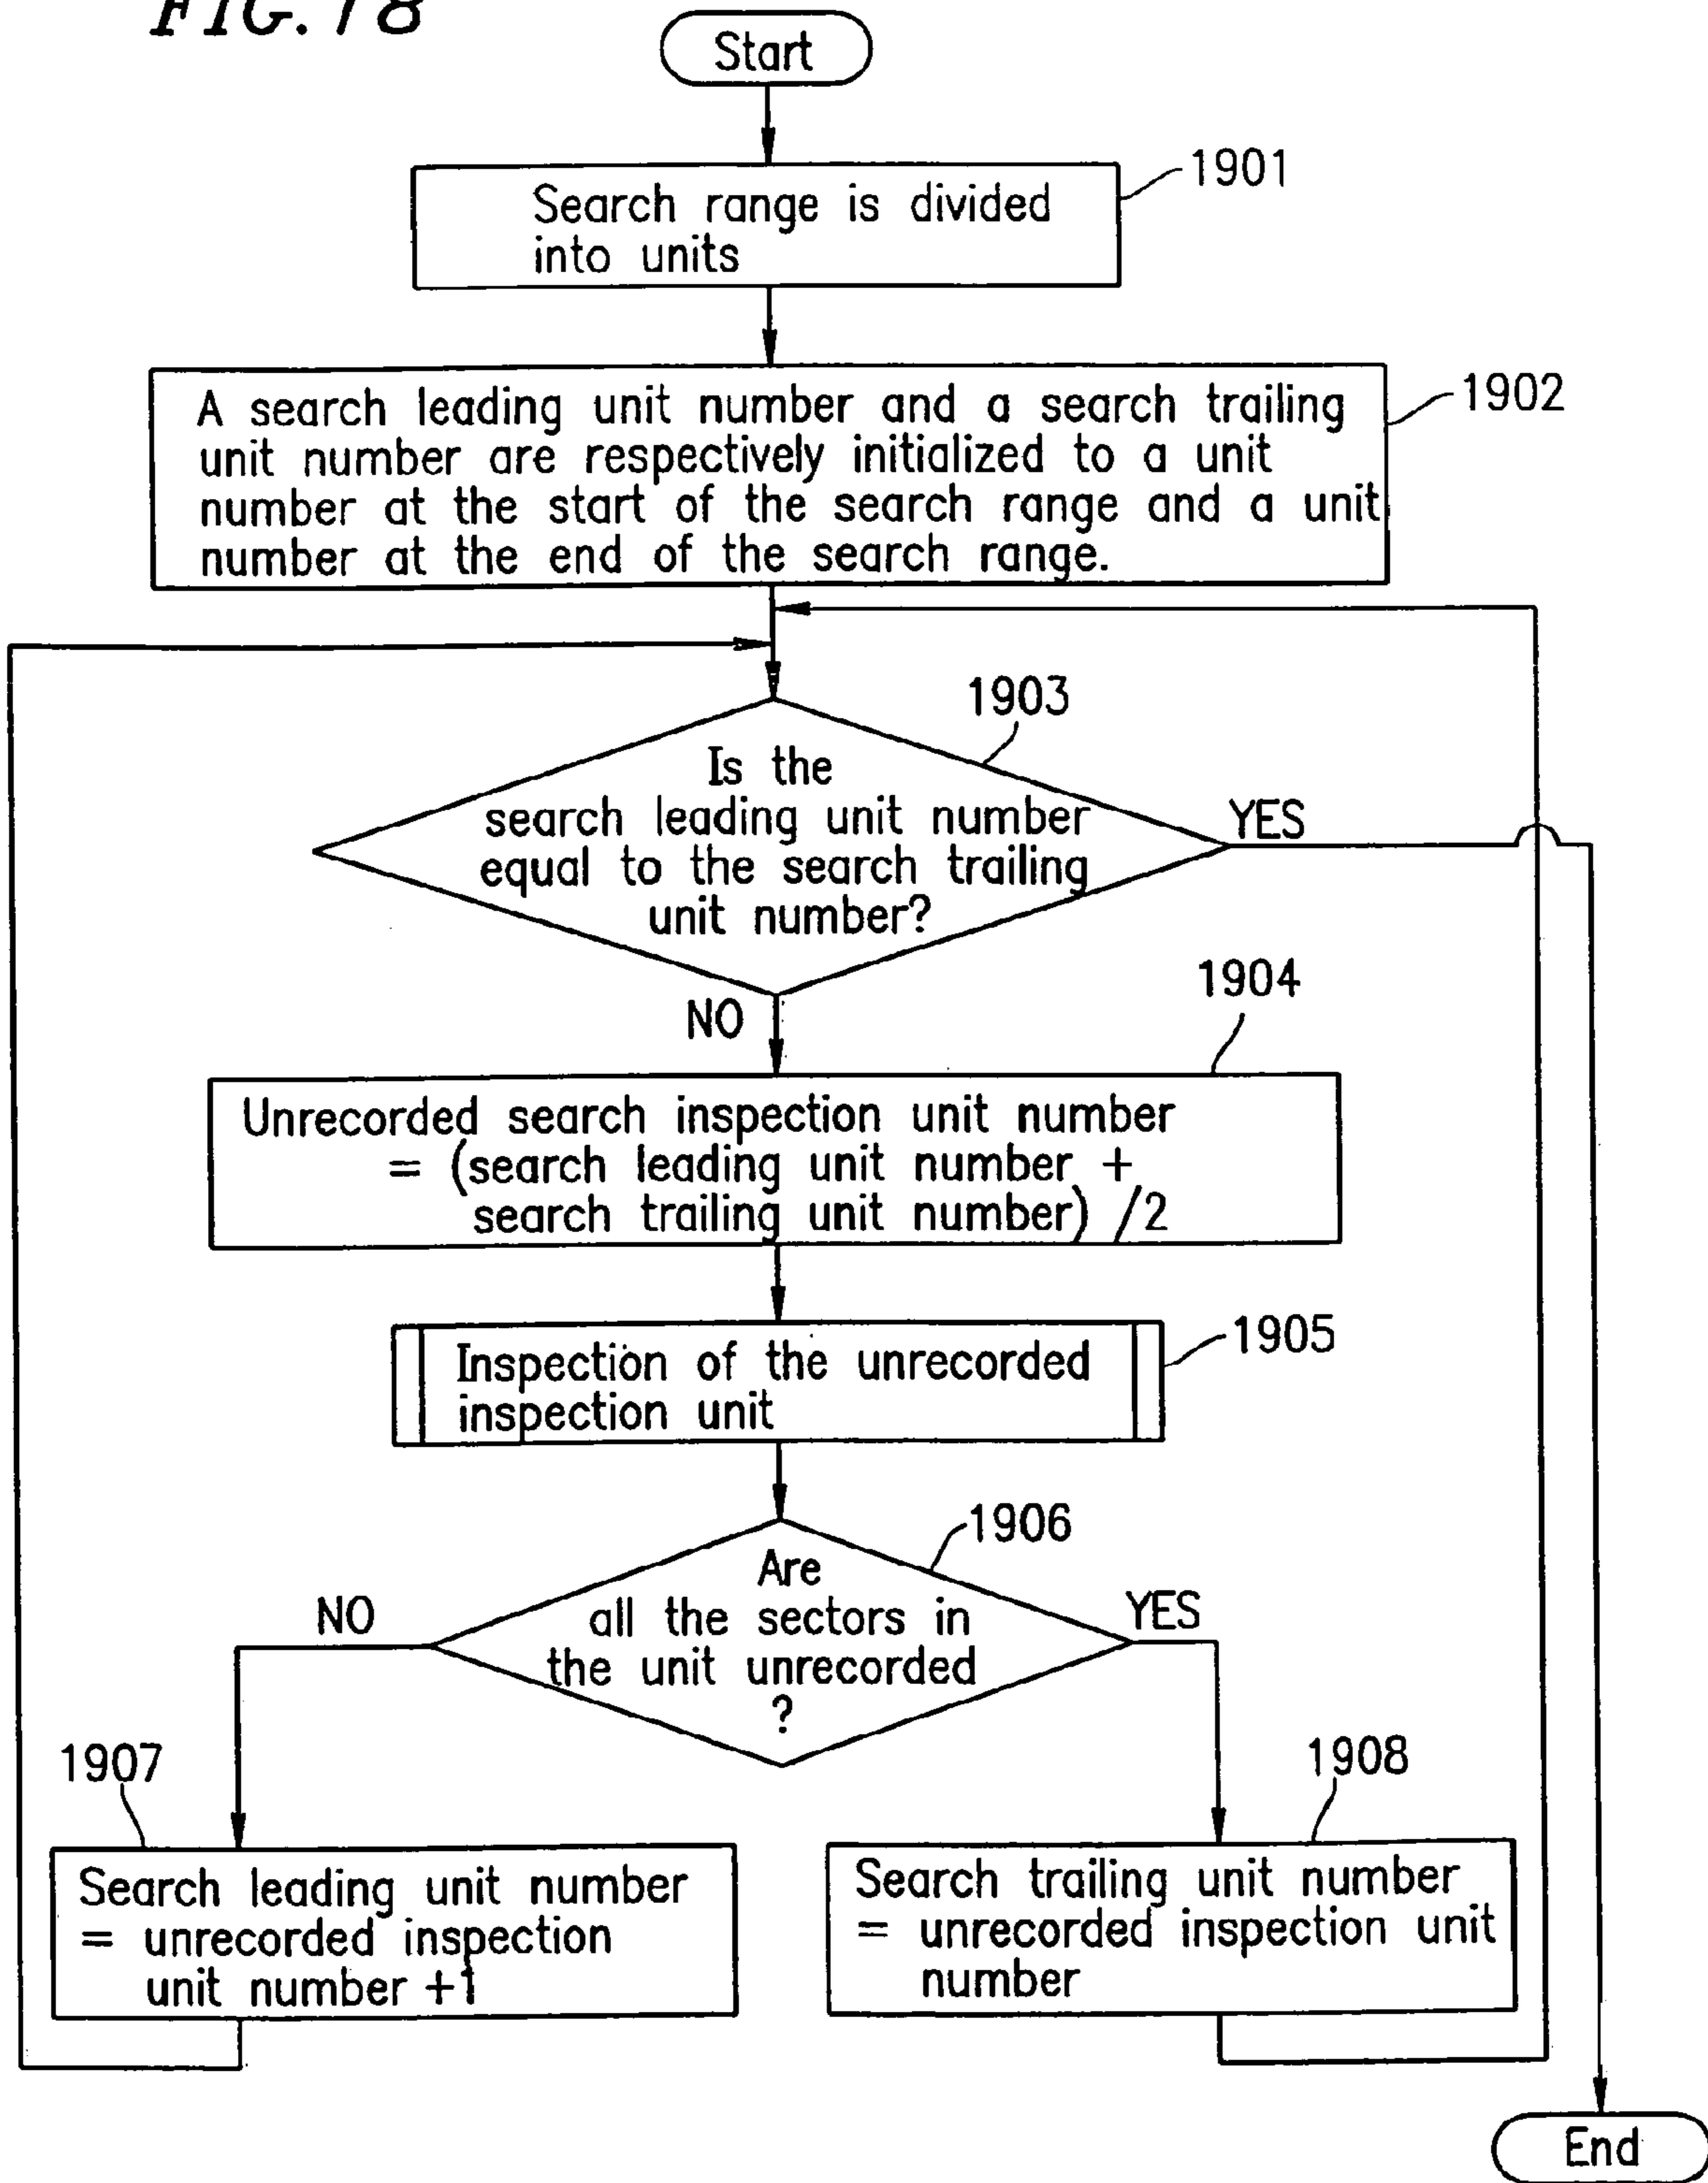 FIG. 18
Start
1901
Search range is divided
into units
1902
A search leading unit number and a search trailing
unit number are respectively initialized to a unit
number at the start of the search range and a unit
number at the end of the search range.
1903
Is the
search leading unit number
equal to the search trailing
unit number?
YES
NO
1904
Unrecorded search inspection unit number
= (search leading unit number +
search trailing unit number) /2
1905
Inspection of the unrecorded
inspection unit
1906
Are
all the sectors in
the unit unrecorded
?
NO
YES
1907
Search leading unit number
= unrecorded inspection
unit number +1
1908
Search trailing unit number
= unrecorded inspection unit
number
End